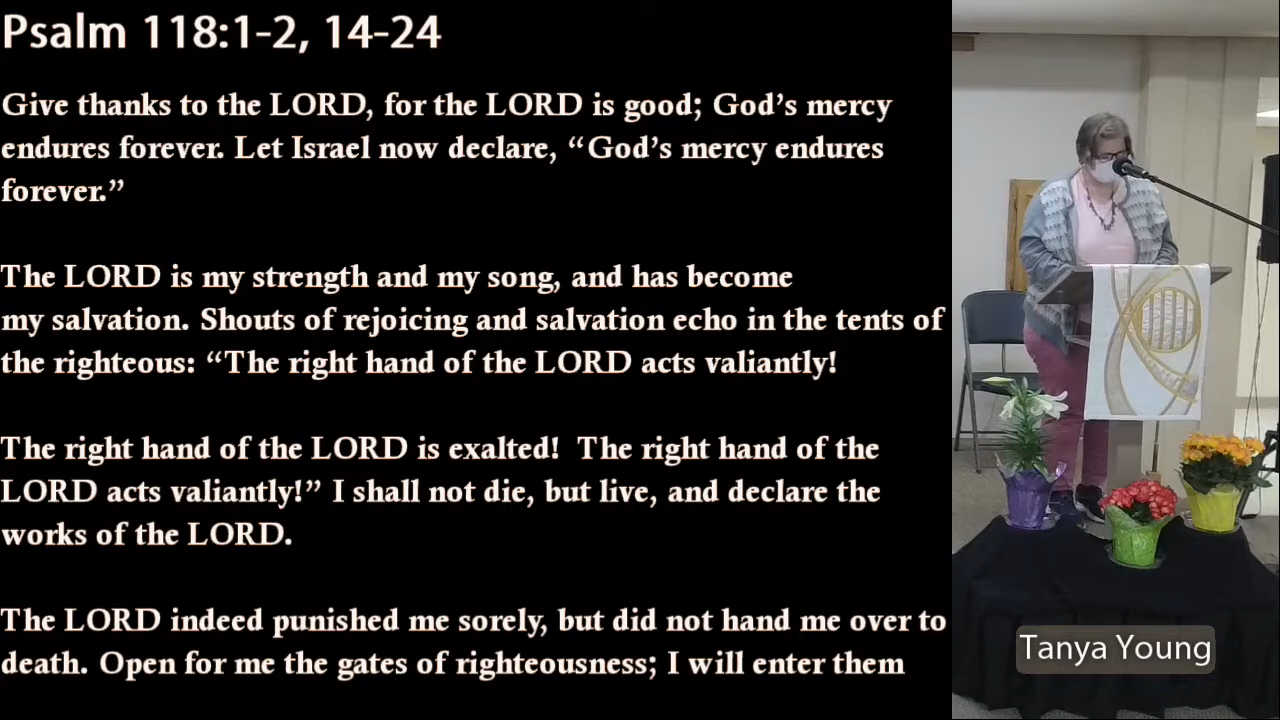 Psalm 118:1-2, 14-24
Give thanks to the LORD, for the LORD is good; God’s mercy
endures forever. Let Israel now declare, “God’s mercy endures
forever.”
The LORD is my strength and my song, and has become
my salvation. Shouts of rejoicing and salvation echo in the tents of
the righteous: “The right hand of the LORD acts valiantly!
The right hand of the LORD is exalted!  The right hand of the
LORD acts valiantly!” I shall not die, but live, and declare the
works of the LORD.
The LORD indeed punished me sorely, but did not hand me over to
death. Open for me the gates of righteousness; I will enter them
Tanya Young